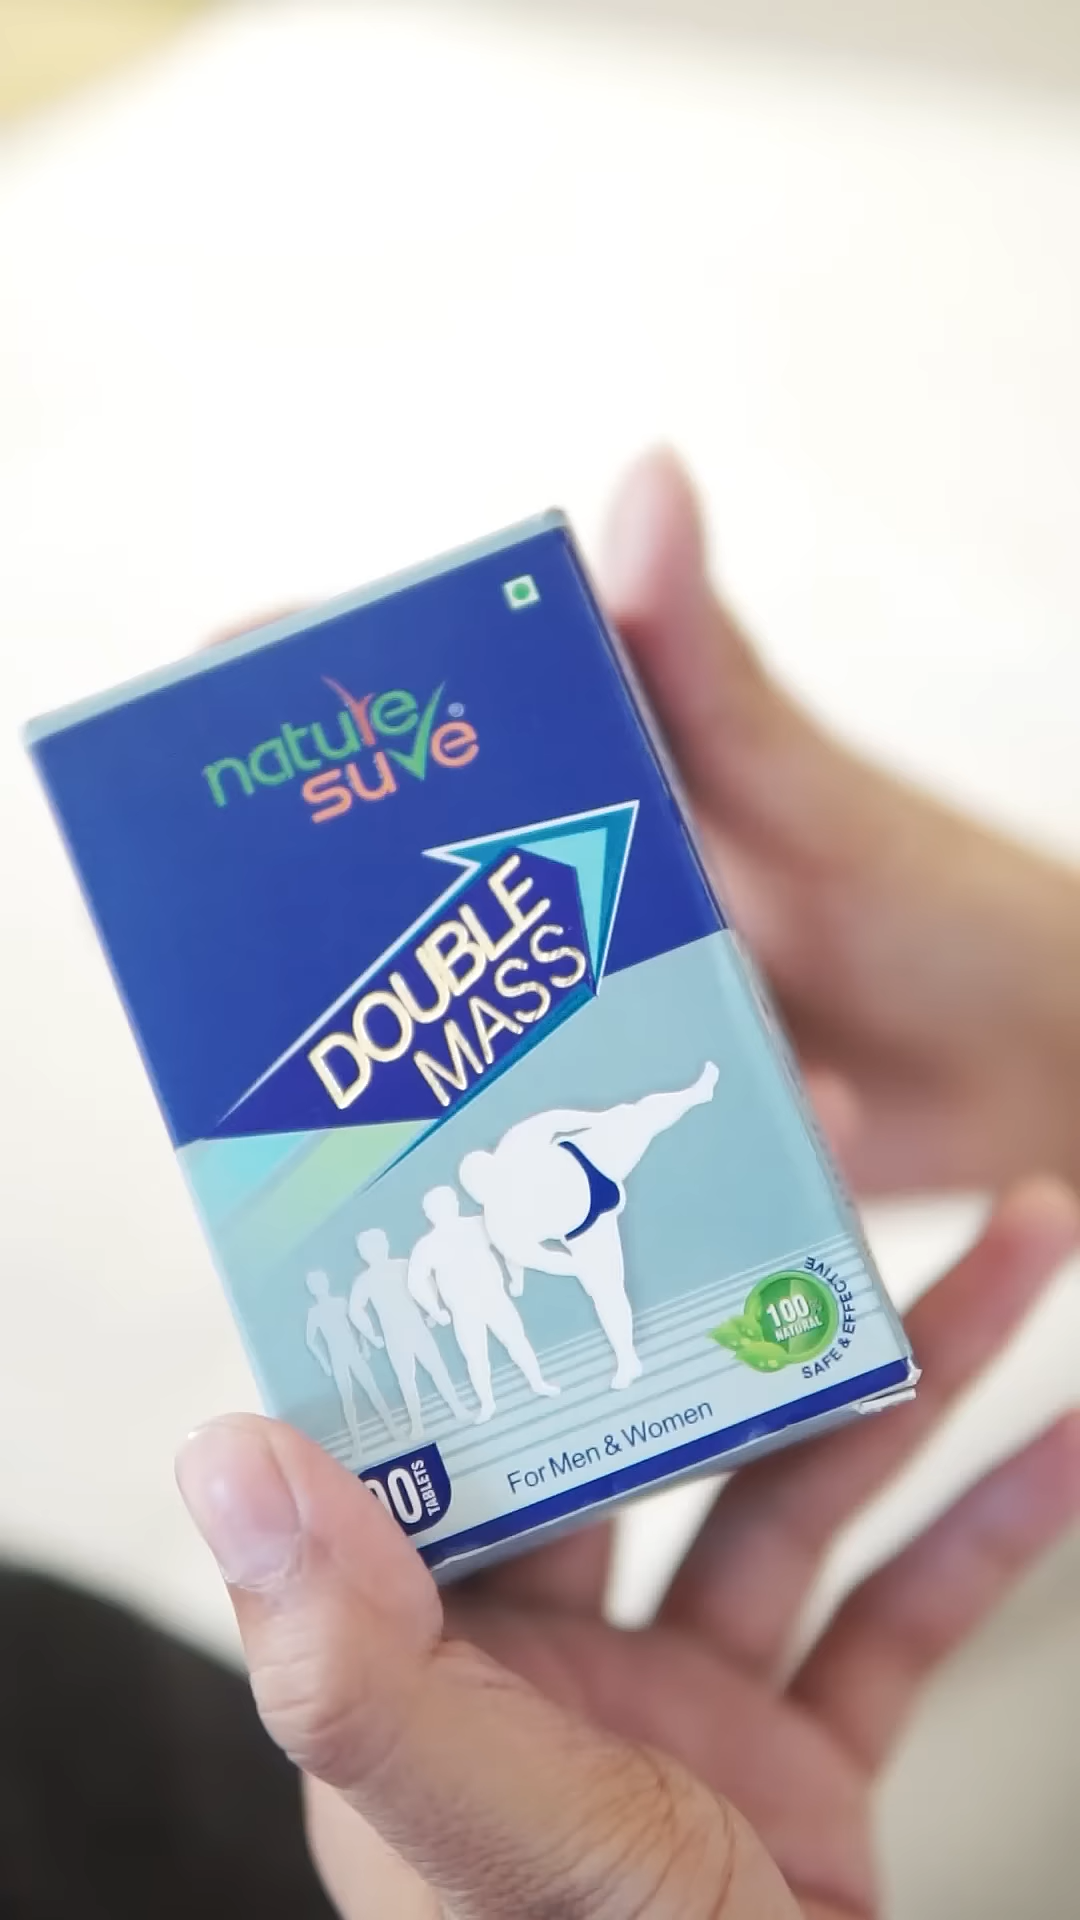 nature
suve®
DOUBLE
MASS
100%
NATURAL
SAFE & EFFECTIVE
For Men & Women
TABLETS